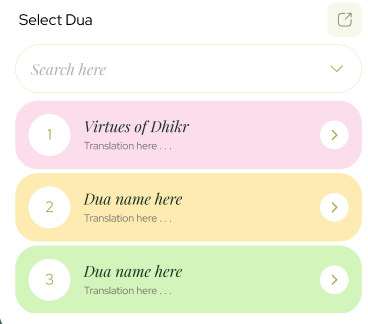 Select Dua
Search here
1
Virtues of Dhikr
Translation here . . .
2
Dua name here
Translation here . . .
3
Dua name here
Translation here . . .